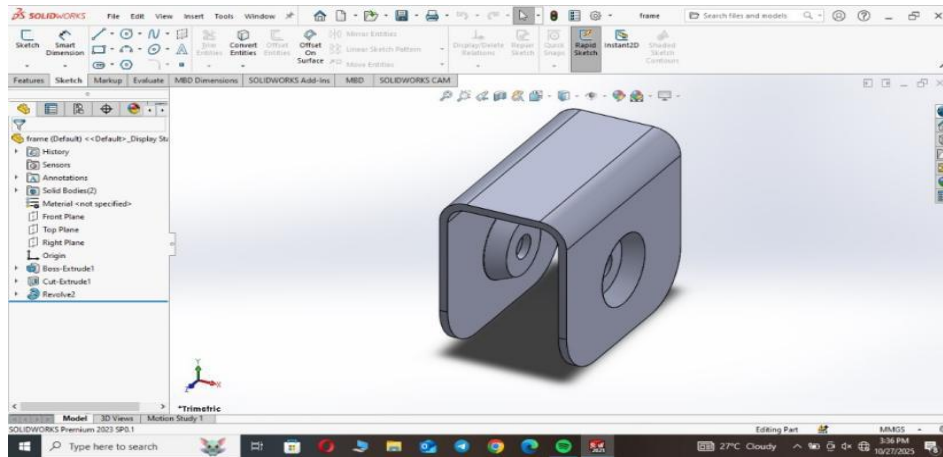 SOLIDWORKS File Edit View Insert Tools Window frame Search files and models
Sketch Smart Dimension Trim Entities Convert Entities Offset Entities Offset On Surface Mirror Entities Linear Sketch Pattern Move Entities Display/Delete Relations Repair Sketch Quick Snaps Rapid Sketch Instant2D Shaded Sketch Contours
Features Sketch Markup Evaluate MBD Dimensions SOLIDWORKS Add-Ins MBD SOLIDWORKS CAM
frame (Default) <<Default>_Display Sta
History
Sensors
Annotations
Solid Bodies(2)
Material <not specified>
Front Plane
Top Plane
Right Plane
Origin
Boss-Extrude1
Cut-Extrude1
Revolve2
Y
X
Z
*Trimetric
Model 3D Views Motion Study 1
SOLIDWORKS Premium 2023 SP0.1 Editing Part MMGS
Type here to search 27°C Cloudy 3:36 PM
10/27/2025